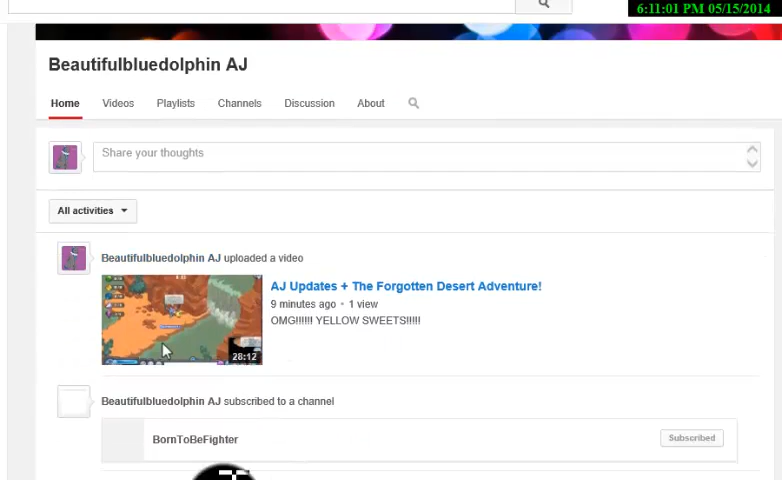 6:11:01 PM 05/15/2014
Beautifulbluedolphin AJ
Home Videos Playlists Channels Discussion About
Share your thoughts
All activities
Beautifulbluedolphin AJ uploaded a video
AJ Updates + The Forgotten Desert Adventure!
9 minutes ago • 1 view
OMG!!!!!! YELLOW SWEETS!!!!!
28:12
Beautifulbluedolphin AJ subscribed to a channel
BornToBeFighter
Subscribed